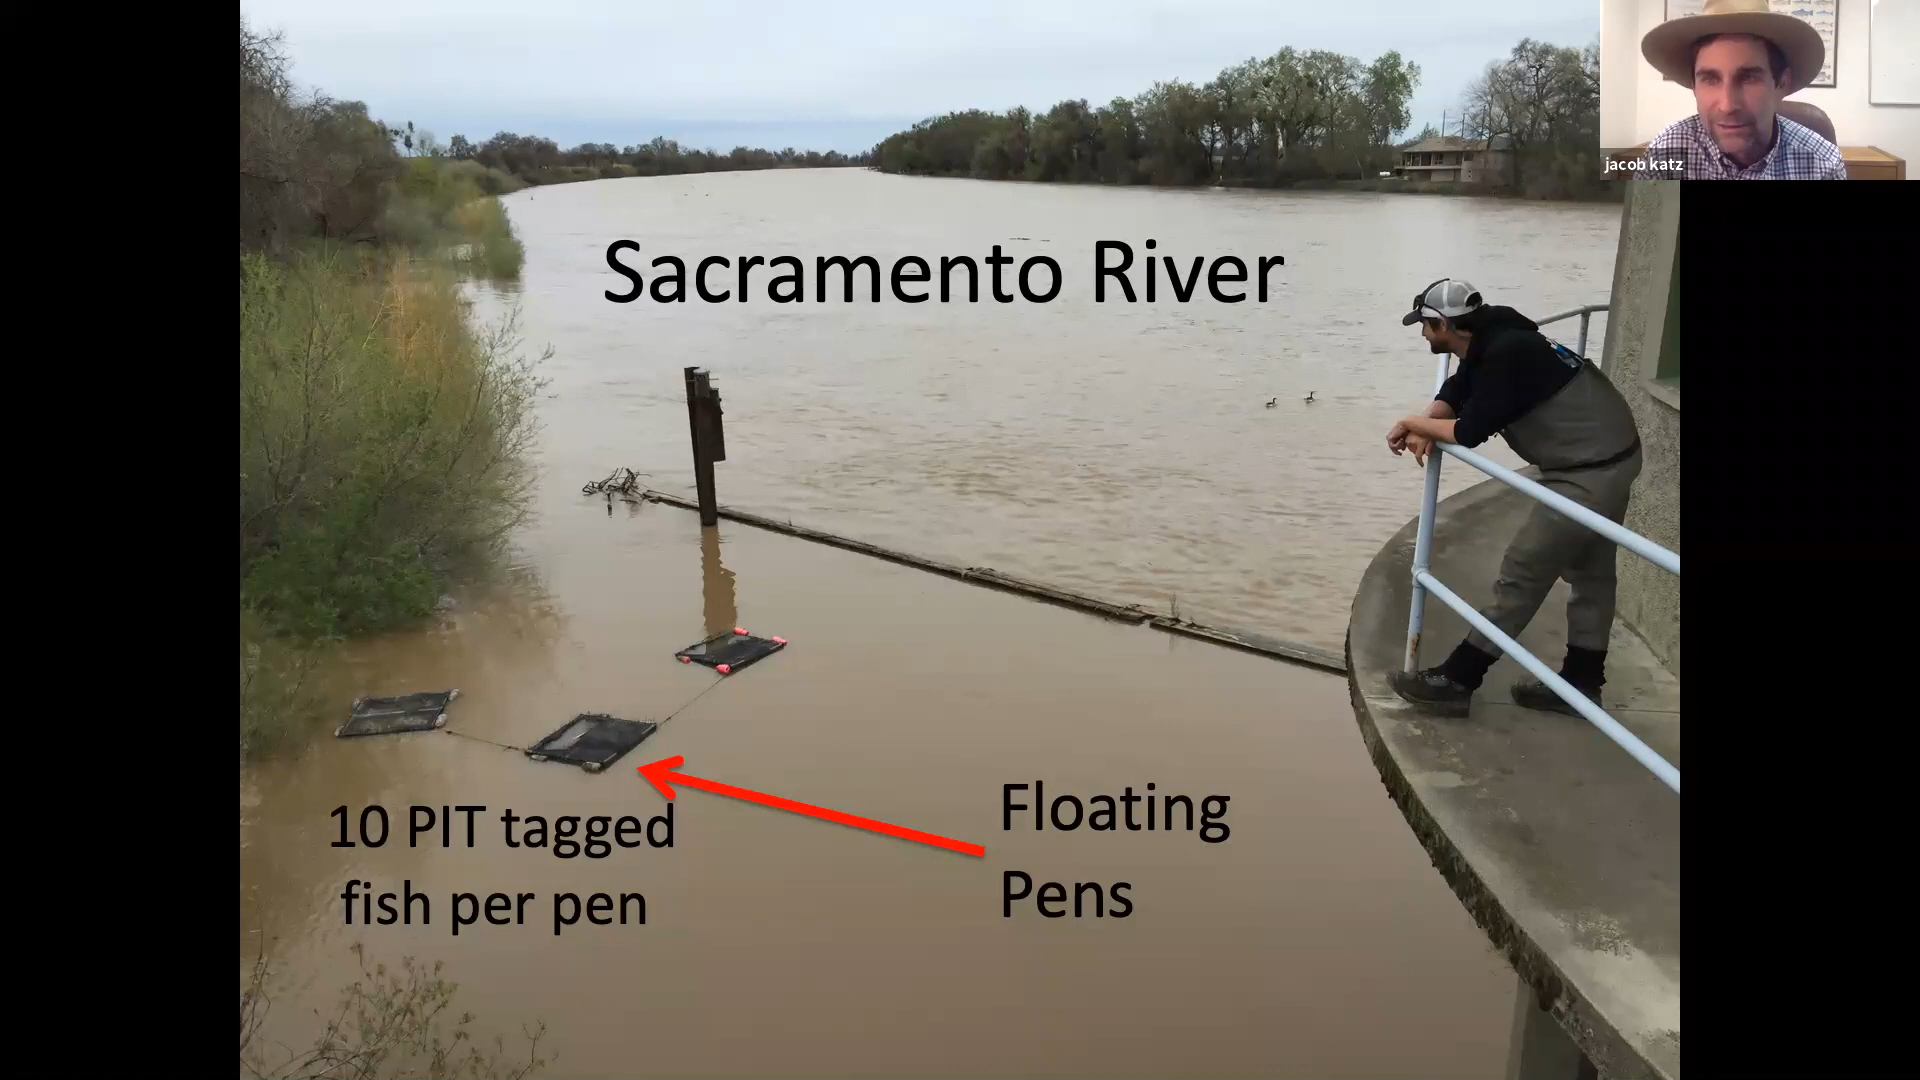 jacob katz
Sacramento River
Floating
Pens
10 PIT tagged
fish per pen